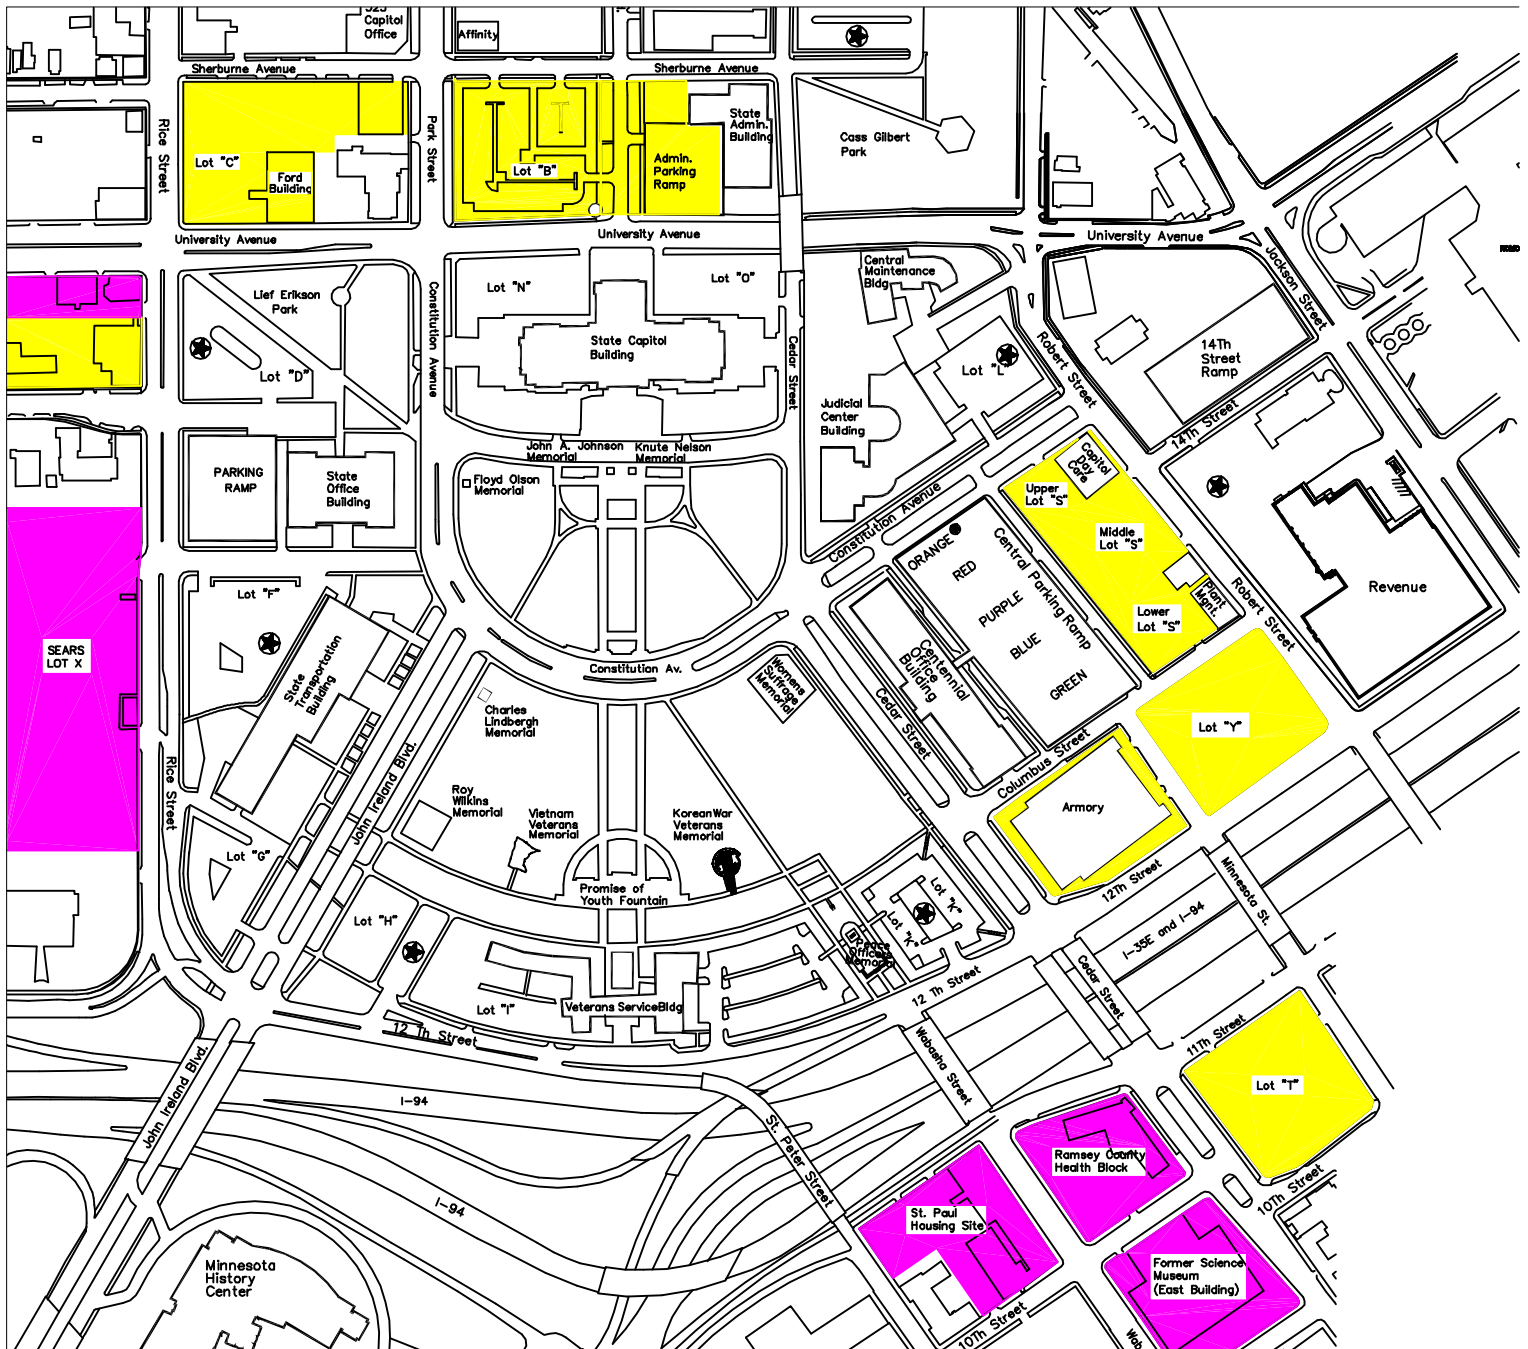 Capitol
Office
Affinity
Sherburne Avenue
Sherburne Avenue
Rice Street
Park Street
Lot "C"
Ford
Building
Lot "B"
Admin.
Parking
Ramp
State
Admin.
Building
Cass Gilbert
Park
University Avenue
University Avenue
University Avenue
Jackson Street
Lief Erikson
Park
Constitution Avenue
Lot "N"
Lot "O"
Central
Maintenance
Bldg
State Capitol
Building
Cedar Street
Lot "D"
Lot "L"
Robert Street
14Th
Street
Ramp
14Th Street
Judicial
Center
Building
John A. Johnson
Memorial
Knute Nelson
Memorial
PARKING
RAMP
State
Office
Building
Floyd Olson
Memorial
Constitution Avenue
Capitol
Day
Care
Upper
Lot "S"
Middle
Lot "S"
Lower
Lot "S"
Plant
Mgnt.
Robert Street
Revenue
ORANGE
RED
PURPLE
BLUE
GREEN
Central Parking Ramp
Lot "F"
SEARS
LOT X
State
Transportation
Building
Constitution Av.
Womens
Suffrage
Memorial
Centennial
Office
Building
Cedar Street
Charles
Lindbergh
Memorial
Lot "Y"
Columbus Street
Rice Street
John Ireland Blvd.
Roy
Wilkins
Memorial
Vietnam
Veterans
Memorial
KoreanWar
Veterans
Memorial
Armory
Lot "G"
Promise of
Youth Fountain
Lot "H"
Lot "K"
Lot "K"
Peace
Officers
Memorial
12Th Street
Minnesota St.
I-35E and I-94
Cedar Street
12 Th Street
Lot "I"
Veterans ServiceBldg
12 Th Street
Wabasha Street
11Th Street
Lot "T"
John Ireland Blvd.
I-94
St. Peter Street
Ramsey County
Health Block
I-94
10Th Street
St. Paul
Housing Site
Minnesota
History
Center
Former Science
Museum
(East Building)
10Th Street